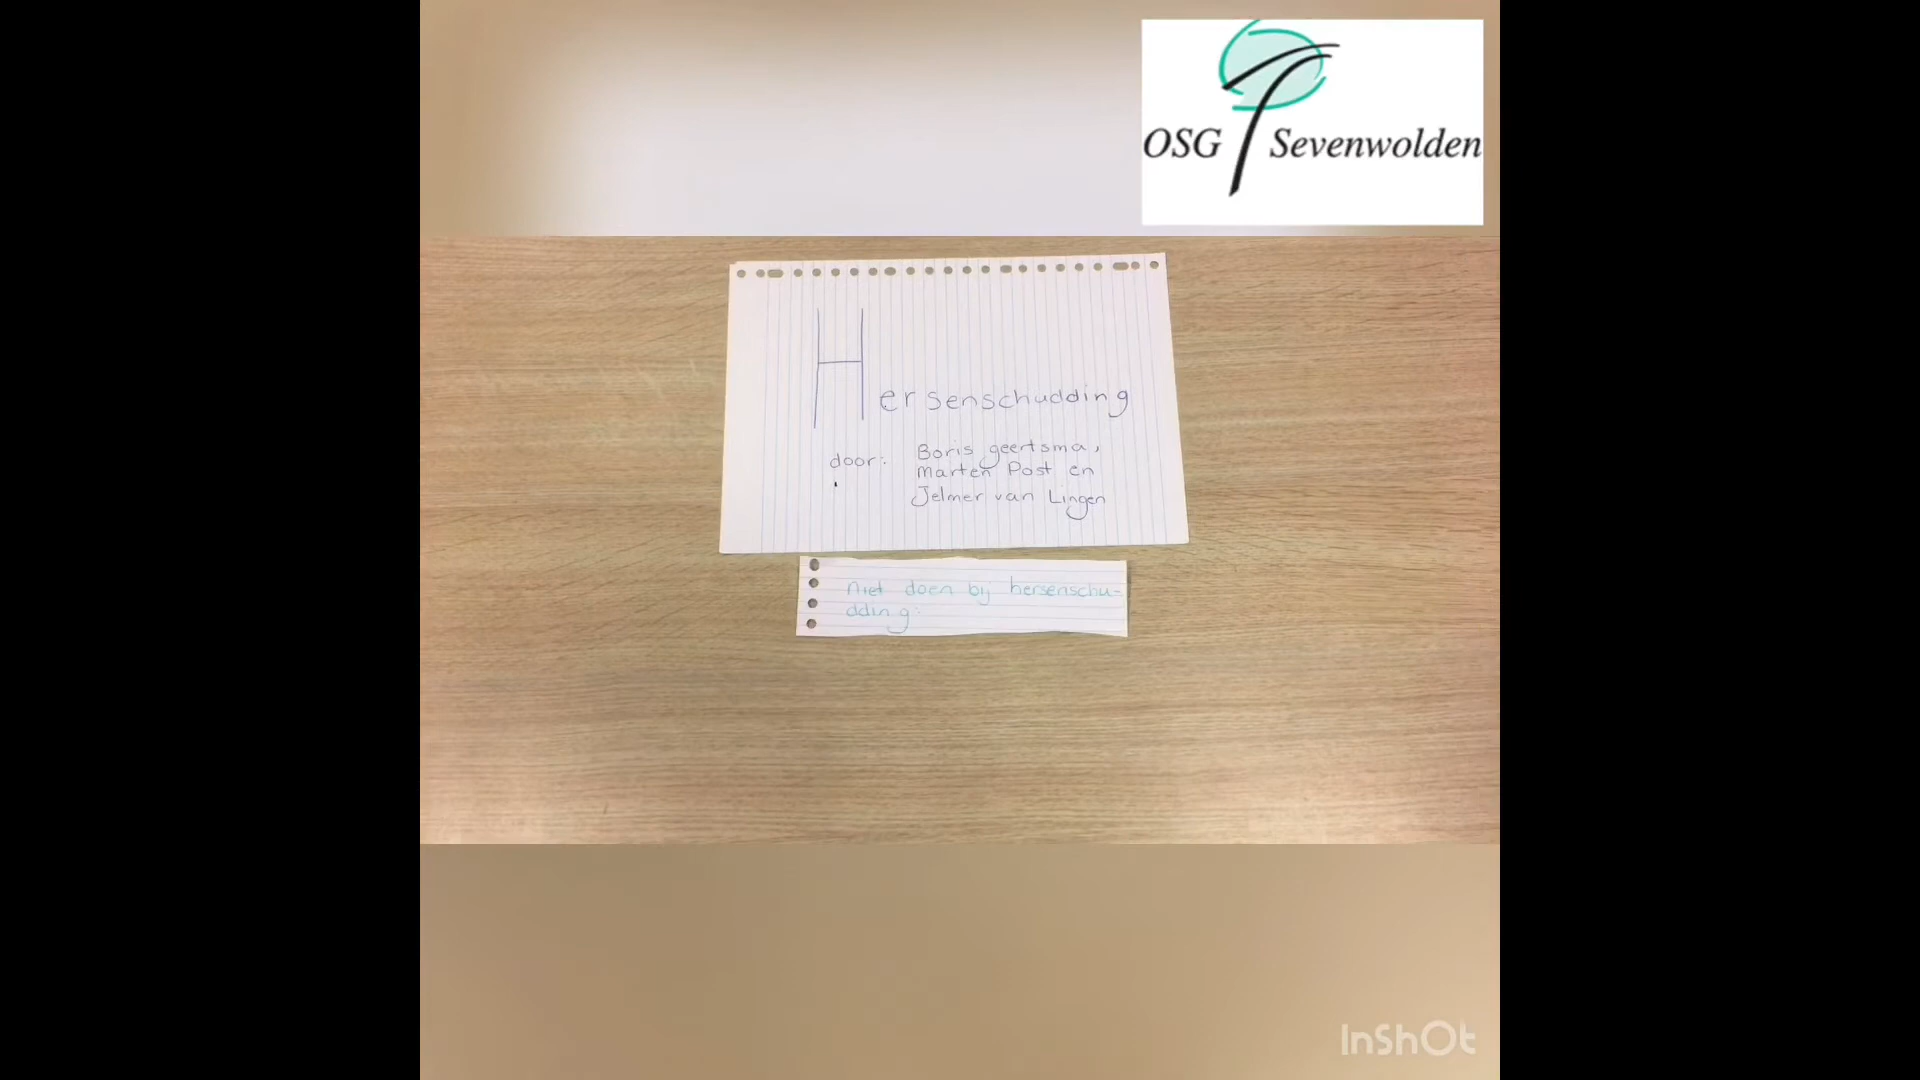 OSG Sevenwolden
Hersenschudding
door: Boris geertsma,
marten Post en
Jelmer van Lingen
niet doen bij hersenschu-
dding:
InShOt